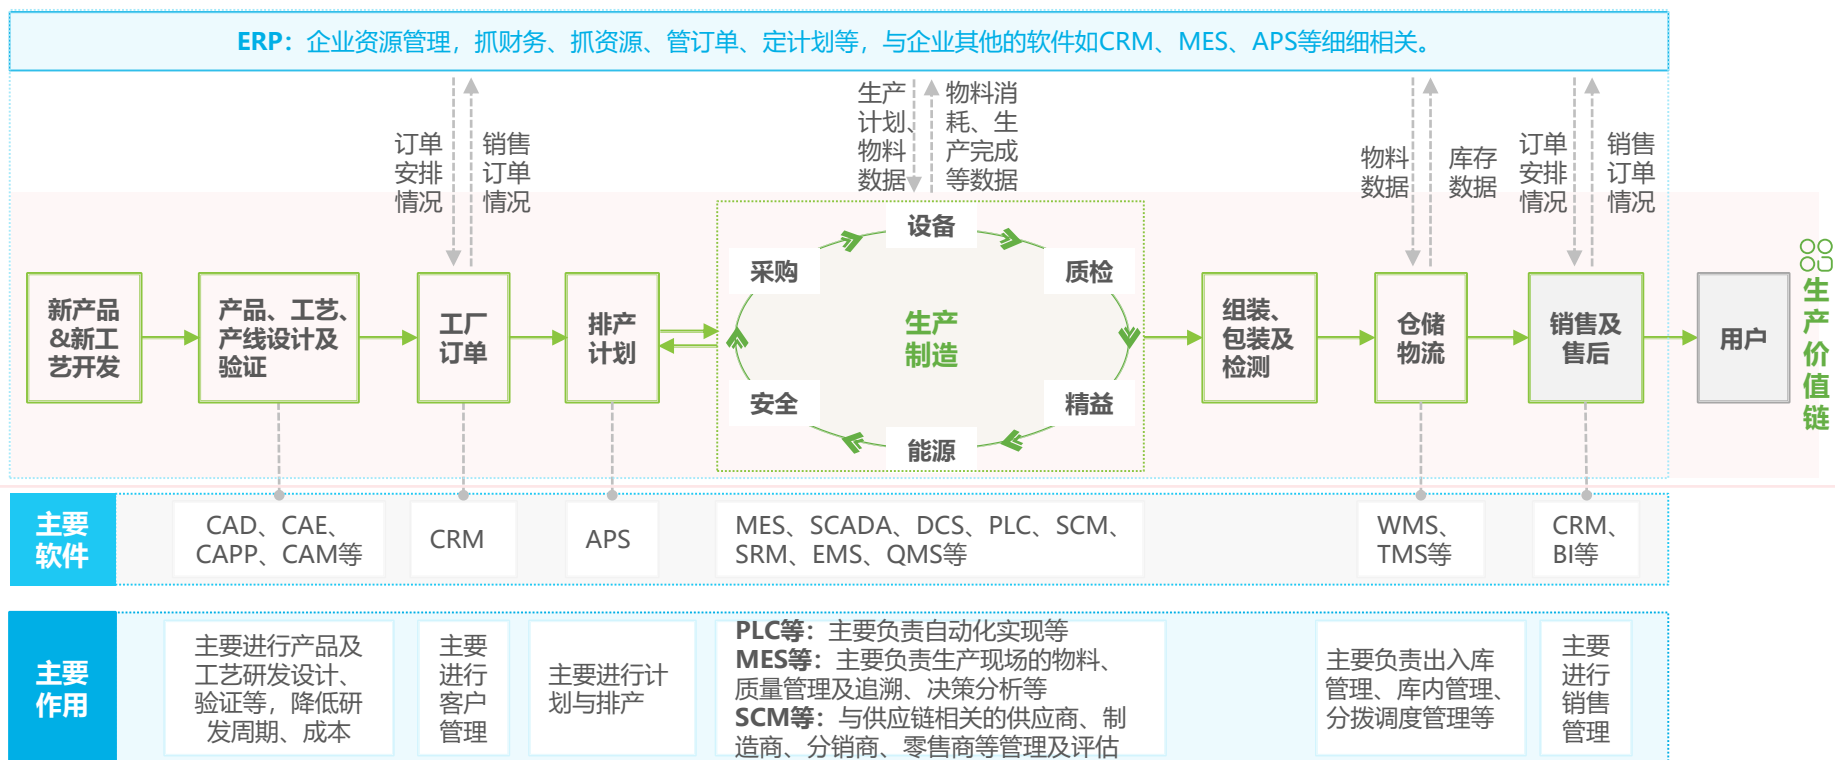 ERP：企业资源管理，抓财务、抓资源、管订单、定计划等，与企业其他的软件如CRM、MES、APS等细细相关。
订单
安排
情况
销售
订单
情况
生产
计划、
物料
数据
物料消
耗、生
产完成
等数据
物料
数据
库存
数据
订单
安排
情况
销售
订单
情况
新产品
&新工
艺开发
产品、工艺、
产线设计及
验证
工厂
订单
排产
计划
设备
采购
质检
生产
制造
安全
精益
能源
组装、
包装及
检测
仓储
物流
销售及
售后
用户
生
产
价
值
链
主要
软件
CAD、CAE、
CAPP、CAM等
CRM
APS
MES、SCADA、DCS、PLC、SCM、
SRM、EMS、QMS等
WMS、
TMS等
CRM、
BI等
主要
作用
主要进行产品及
工艺研发设计、
验证等，降低研
发周期、成本
主要
进行
客户
管理
主要进行计
划与排产
PLC等：主要负责自动化实现等
MES等：主要负责生产现场的物料、
质量管理及追溯、决策分析等
SCM等：与供应链相关的供应商、制
造商、分销商、零售商等管理及评估
主要负责出入库
管理、库内管理、
分拨调度管理等
主要
进行
销售
管理